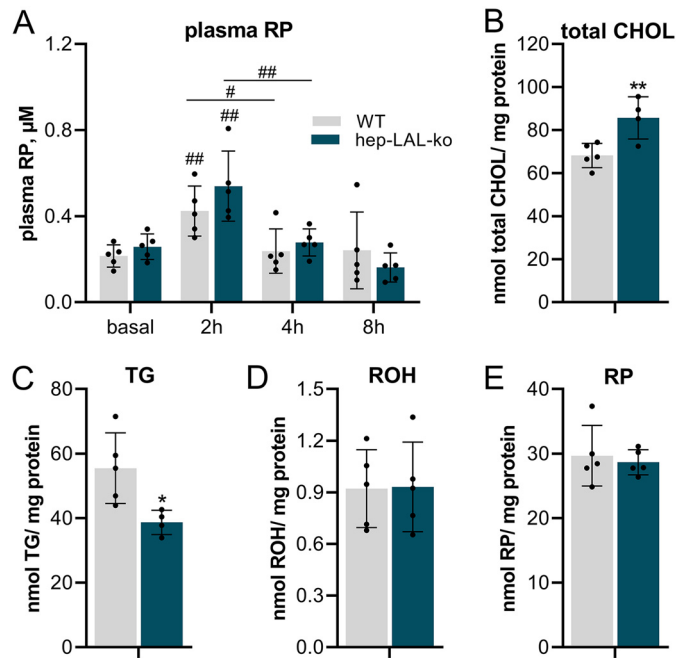 A
plasma RP
plasma RP, µM
1.2
0.8
0.4
0.0
##
#
##
##
WT
hep-LAL-ko
basal
2h
4h
8h
B
total CHOL
nmol total CHOL/ mg protein
120
100
80
60
40
20
0
**
C
TG
nmol TG/ mg protein
80
60
40
20
0
*
D
ROH
nmol ROH/ mg protein
1.5
1.2
0.9
0.6
0.3
0.0
E
RP
nmol RP/ mg protein
40
30
20
10
0